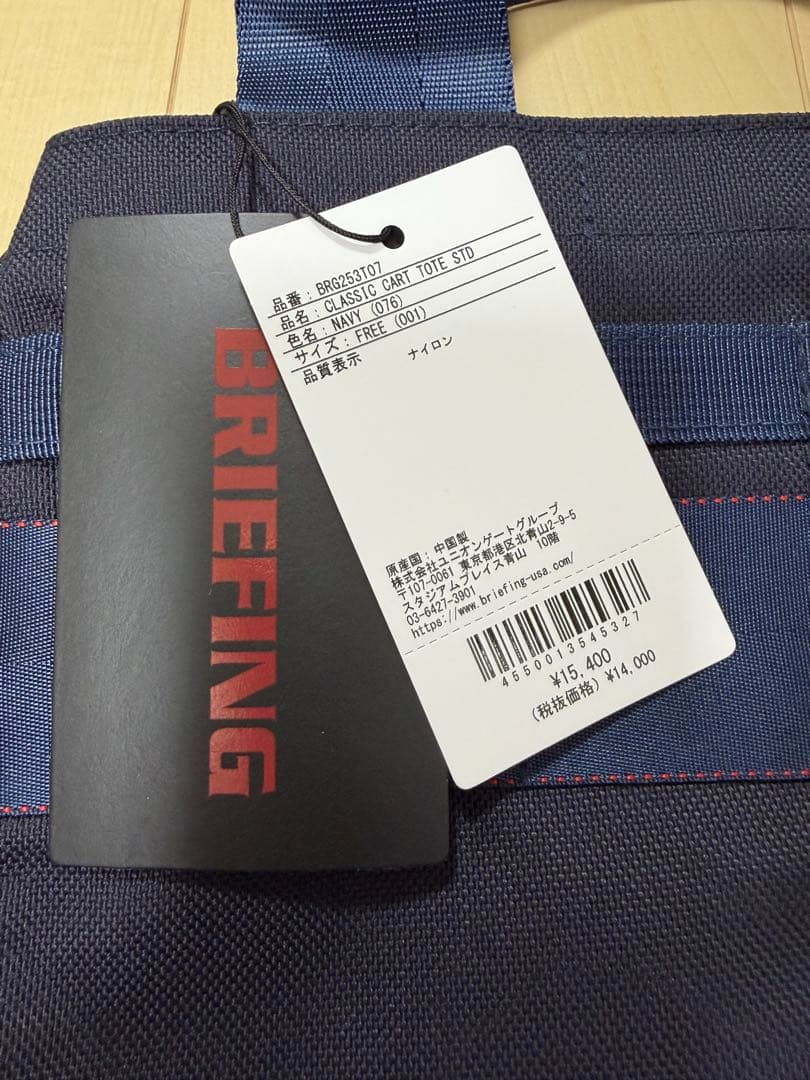 BRIEFING
品番：BRG253T07
品名：CLASSIC CART TOTE STD
色名：NAVY (076)
サイズ：FREE (001)
品質表示 ナイロン
原産国：中国製
株式会社ユニオンゲートグループ
〒107-0061 東京都港区北青山2-9-5
スタジアムプレイス青山 10階
03-6427-3901
https://www.briefing-usa.com/
4550013545327
¥15,400
(税抜価格) ¥14,000